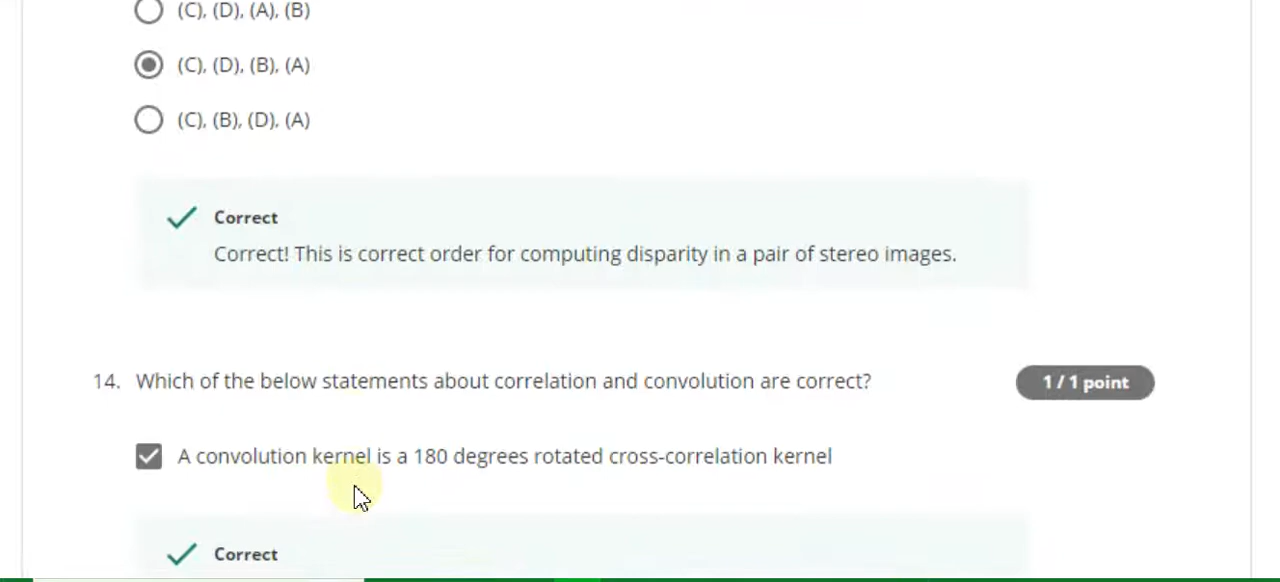 (C), (D), (A), (B)
(C), (D), (B), (A)
(C), (B), (D), (A)
Correct
Correct! This is correct order for computing disparity in a pair of stereo images.
14. Which of the below statements about correlation and convolution are correct?
1 / 1 point
A convolution kernel is a 180 degrees rotated cross-correlation kernel
Correct